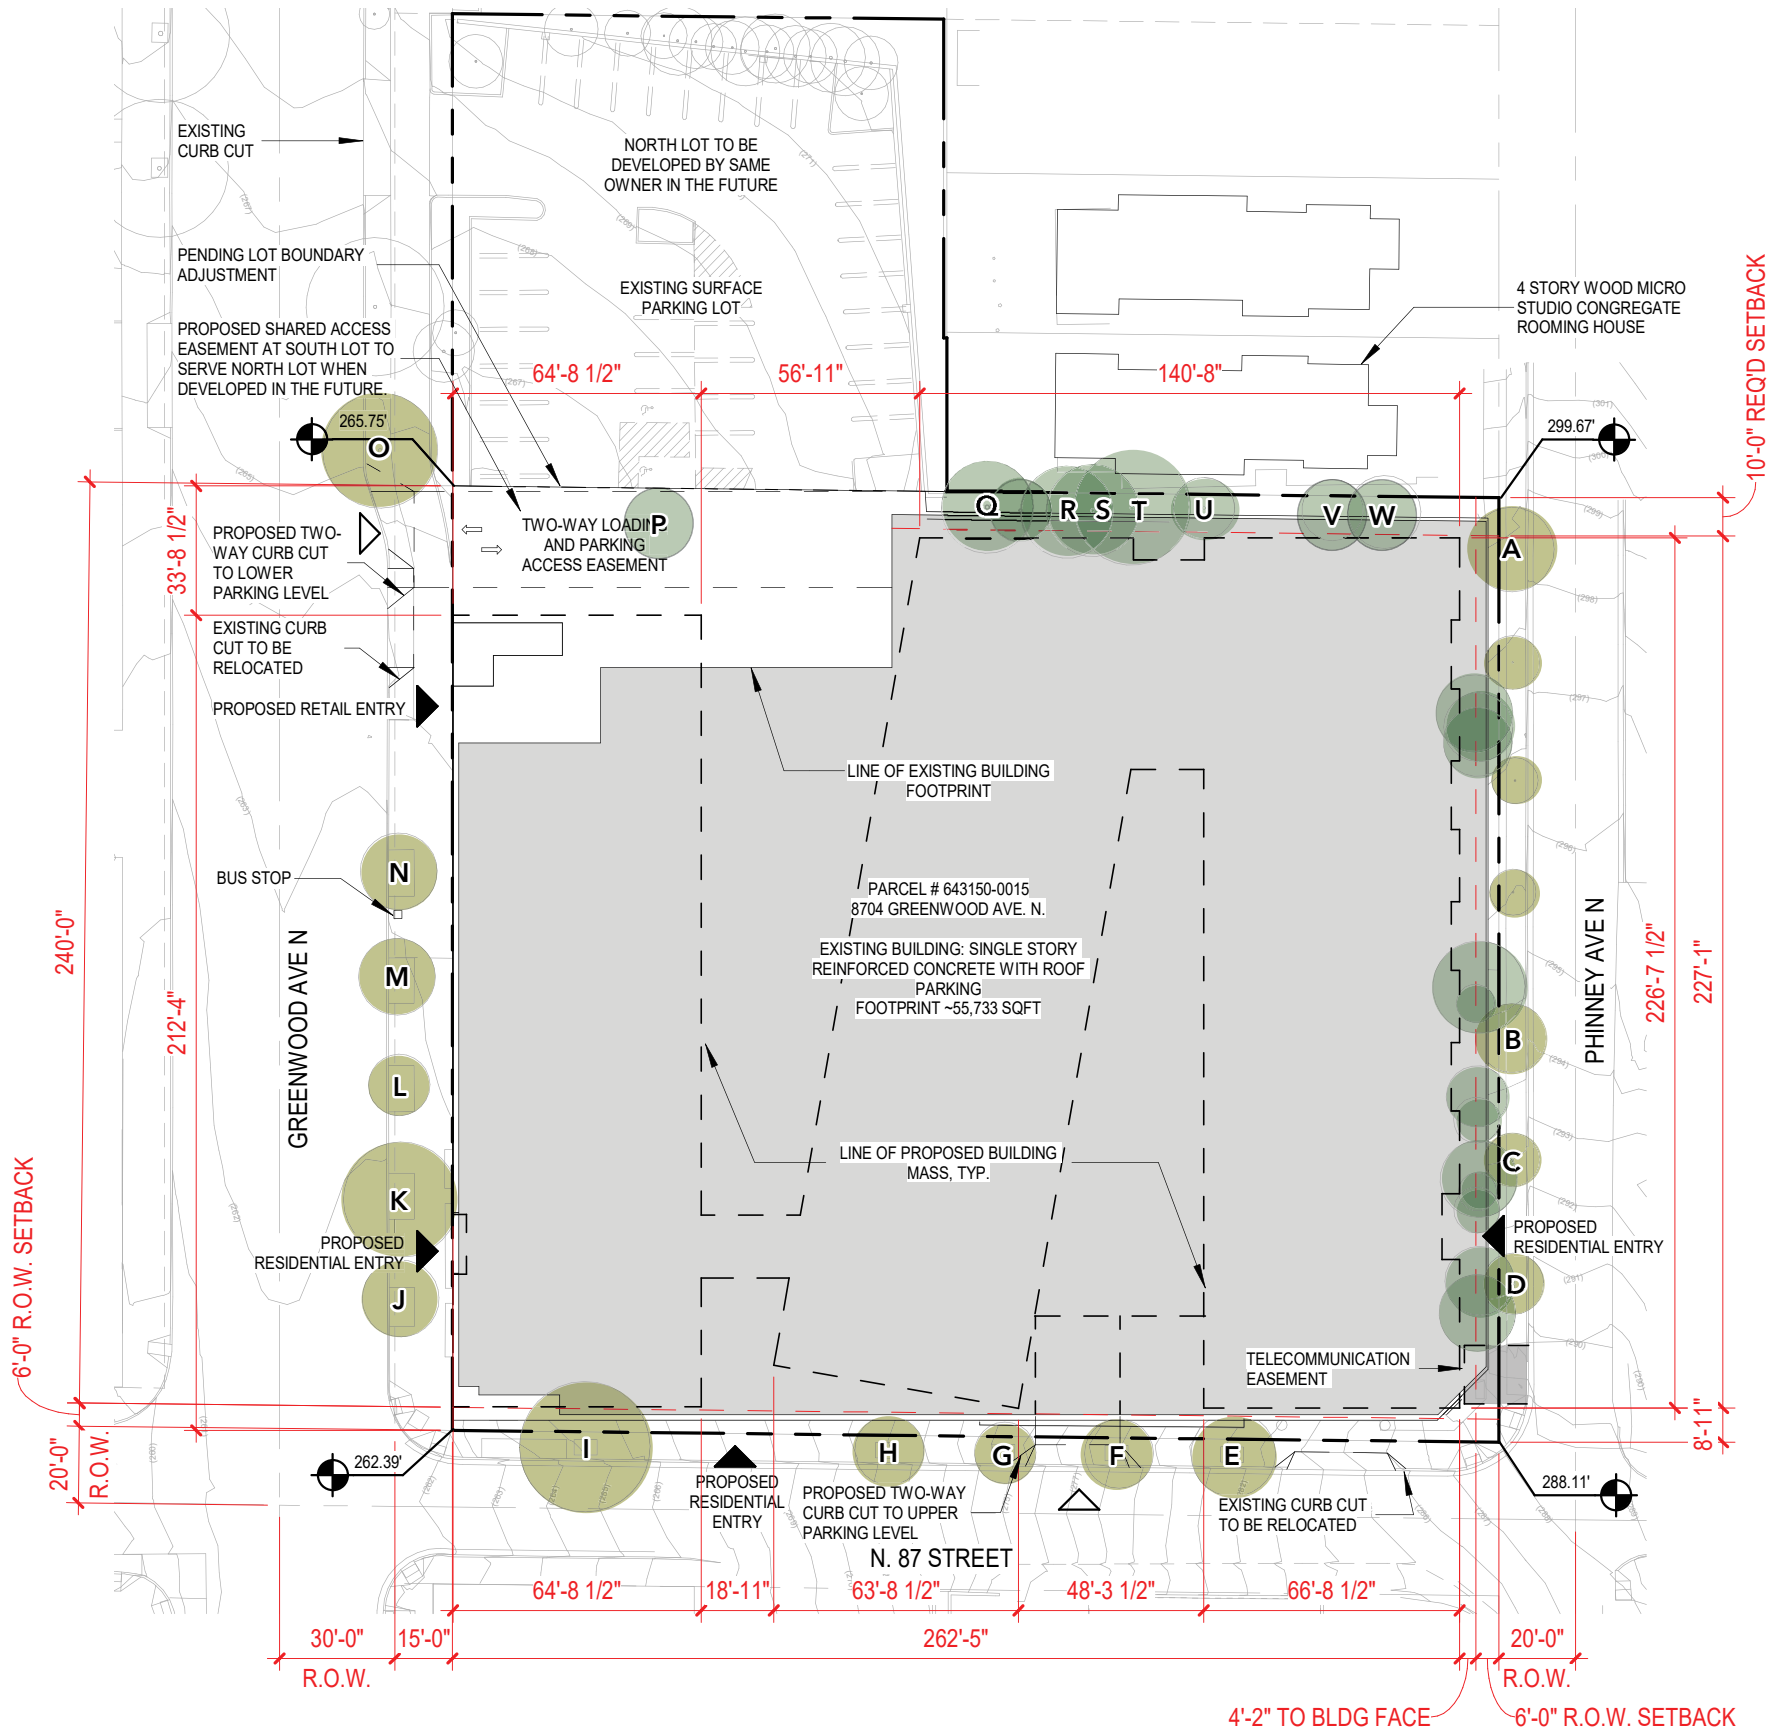 EXISTING
CURB CUT
NORTH LOT TO BE
DEVELOPED BY SAME
OWNER IN THE FUTURE
PENDING LOT BOUNDARY
ADJUSTMENT
EXISTING SURFACE
PARKING LOT
4 STORY WOOD MICRO
STUDIO CONGREGATE
ROOMING HOUSE
10'-0" REQ'D SETBACK
PROPOSED SHARED ACCESS
EASEMENT AT SOUTH LOT TO
SERVE NORTH LOT WHEN
DEVELOPED IN THE FUTURE.
64'-8 1/2"
56'-11"
140'-8"
265.75'
O
299.67'
Q
R
S
T
U
V
W
A
P
TWO-WAY LOADING
AND PARKING
ACCESS EASEMENT
33'-8 1/2"
PROPOSED TWO-
WAY CURB CUT
TO LOWER
PARKING LEVEL
EXISTING CURB
CUT TO BE
RELOCATED
PROPOSED RETAIL ENTRY
LINE OF EXISTING BUILDING
FOOTPRINT
N
BUS STOP
PARCEL # 643150-0015
8704 GREENWOOD AVE. N.
EXISTING BUILDING: SINGLE STORY
REINFORCED CONCRETE WITH ROOF
PARKING
FOOTPRINT ~55,733 SQFT
240'-0"
212'-4"
GREENWOOD AVE N
M
L
K
J
B
C
D
PHINNEY AVE N
226'-7 1/2"
227'-1"
LINE OF PROPOSED BUILDING
MASS, TYP.
6'-0" R.O.W. SETBACK
PROPOSED
RESIDENTIAL ENTRY
PROPOSED
RESIDENTIAL ENTRY
TELECOMMUNICATION
EASEMENT
8'-11"
20'-0"
R.O.W.
262.39'
I
H
G
F
E
288.11'
PROPOSED
RESIDENTIAL
ENTRY
PROPOSED TWO-WAY
CURB CUT TO UPPER
PARKING LEVEL
EXISTING CURB CUT
TO BE RELOCATED
N. 87 STREET
64'-8 1/2"
18'-11"
63'-8 1/2"
48'-3 1/2"
66'-8 1/2"
30'-0"
R.O.W.
15'-0"
262'-5"
20'-0"
R.O.W.
4'-2" TO BLDG FACE
6'-0" R.O.W. SETBACK